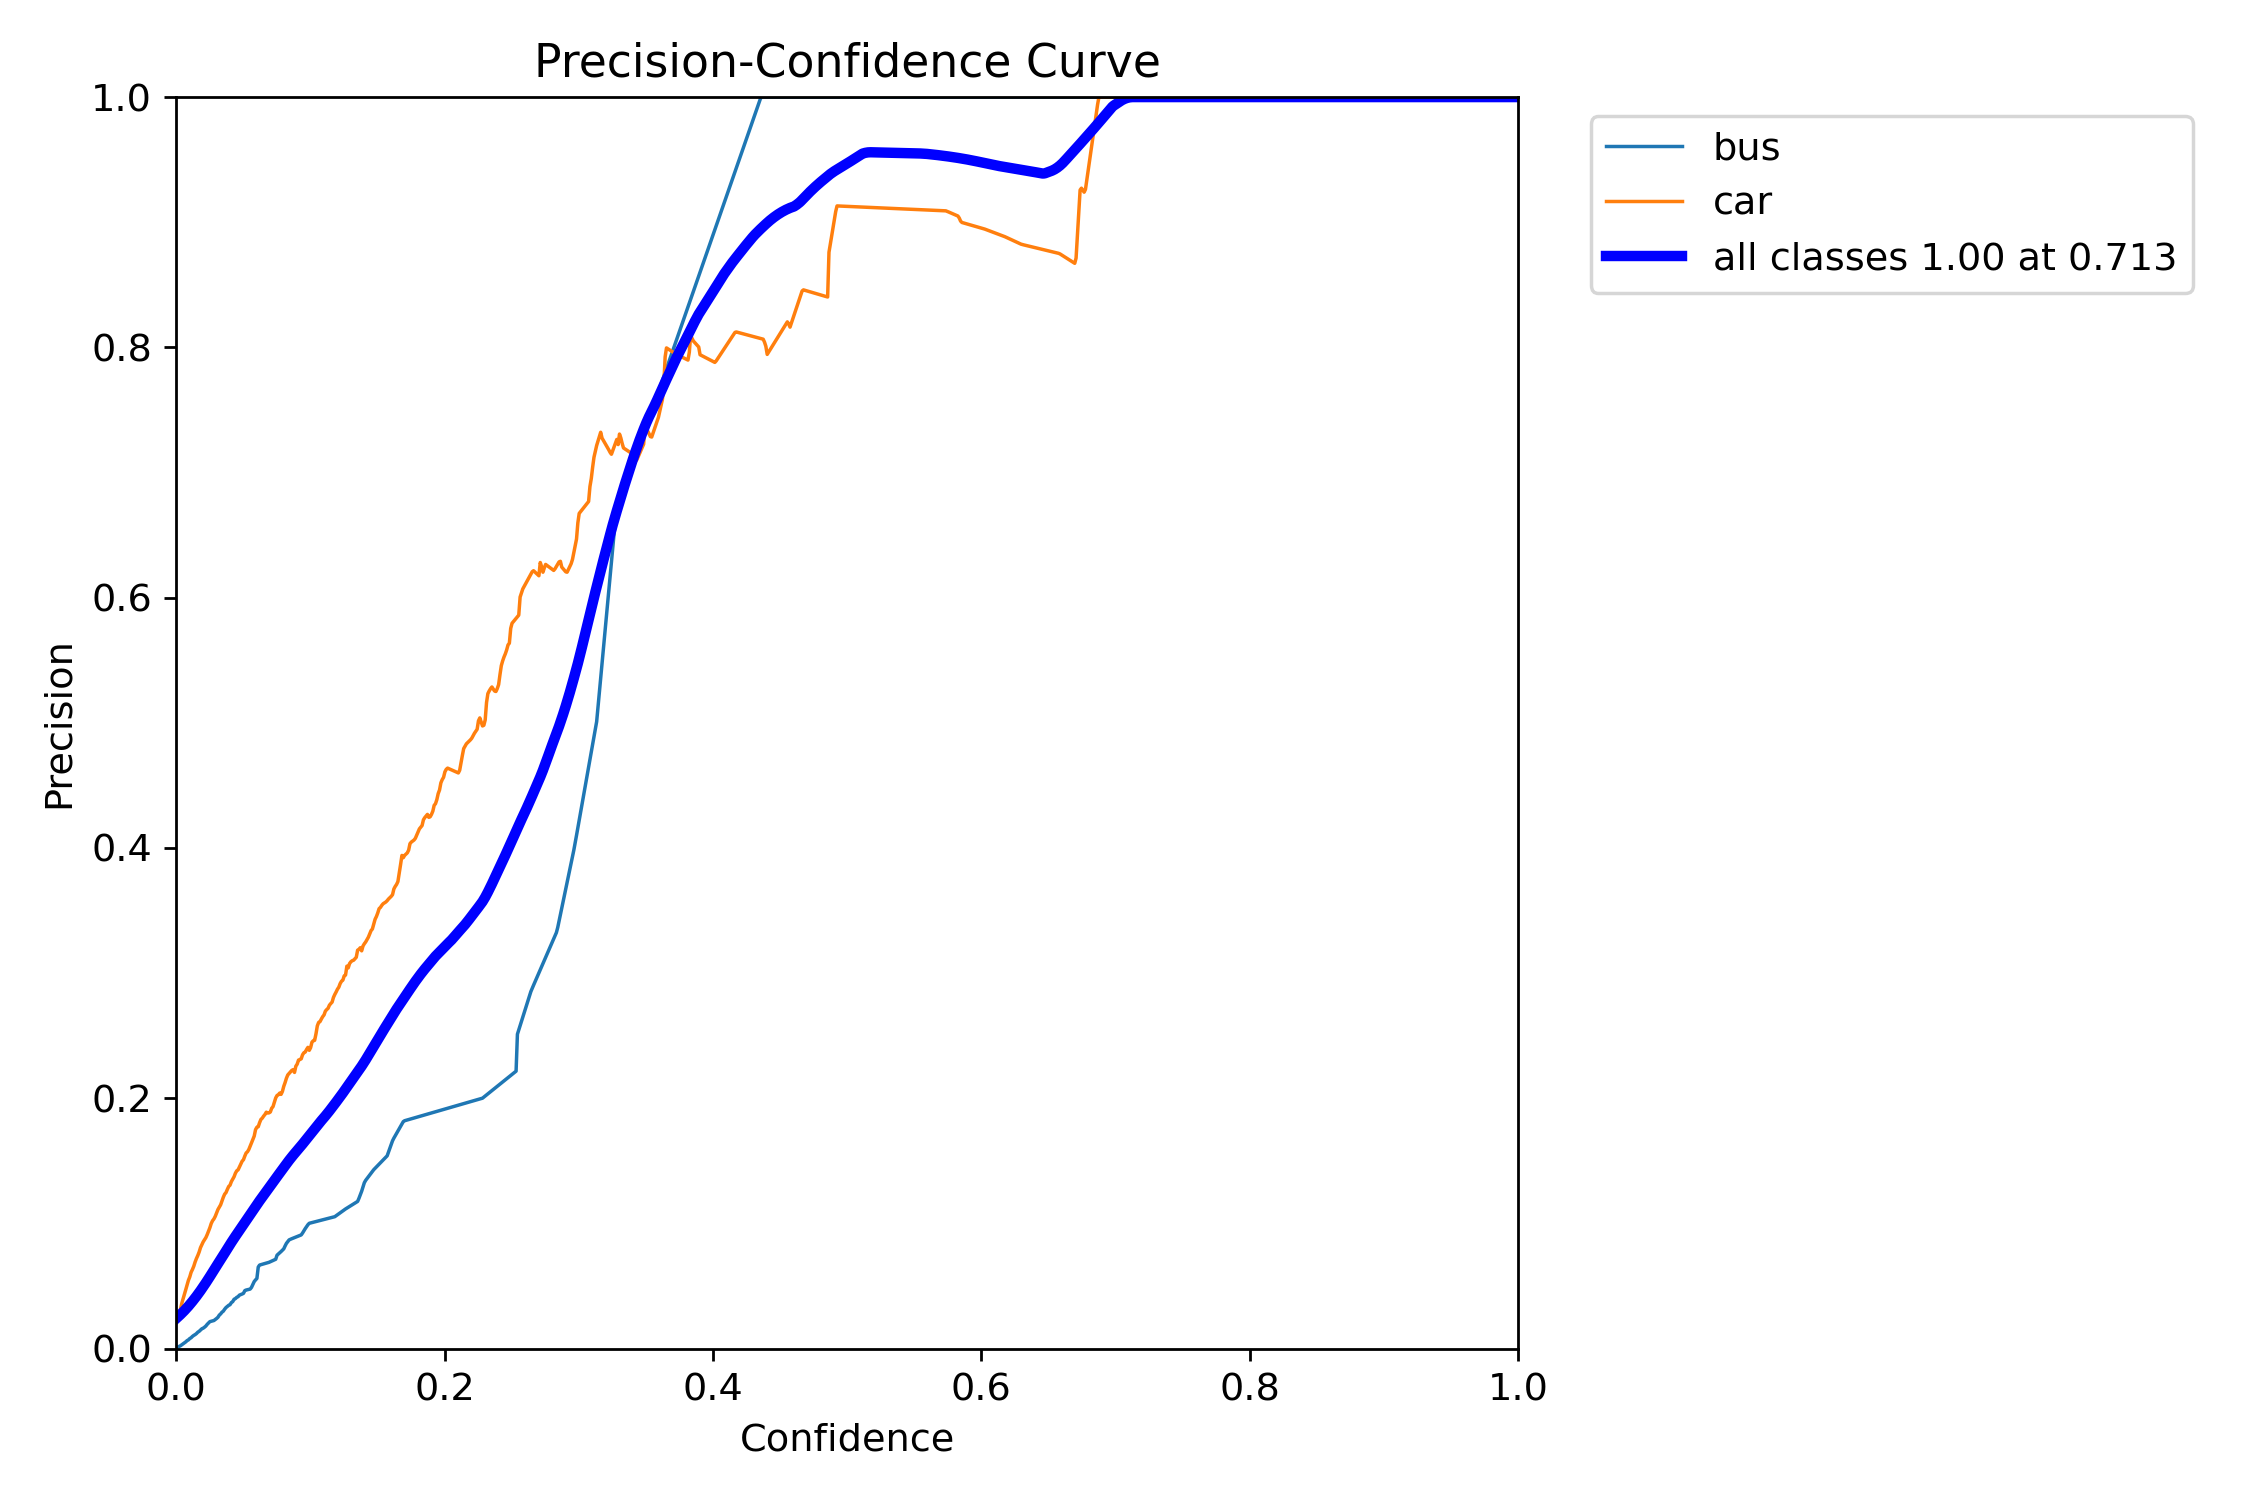 Precision-Confidence Curve
1.0
0.8
0.6
0.4
0.2
0.0
Precision
0.0 0.2 0.4 0.6 0.8 1.0
Confidence
bus
car
all classes 1.00 at 0.713